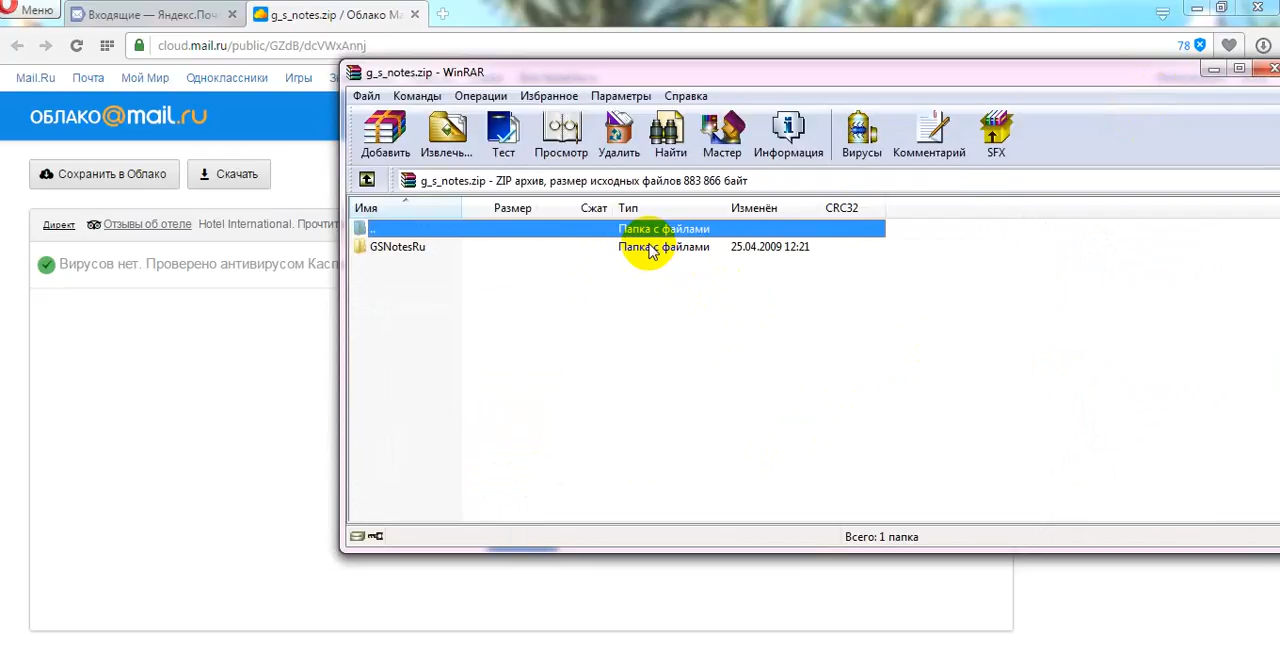 Меню
Входящие — Яндекс.Поч
g_s_notes.zip / Облако Ma
cloud.mail.ru/public/GZdB/dcVWxAnnj
78
Mail.Ru Почта Мой Мир Одноклассники Игры
ОБЛАКО@mail.ru
Сохранить в Облако
Скачать
Директ Отзывы об отеле Hotel International. Прочтит
Вирусов нет. Проверено антивирусом Касп
g_s_notes.zip - WinRAR
Файл Команды Операции Избранное Параметры Справка
Добавить Извлечь... Тест Просмотр Удалить Найти Мастер Информация Вирусы Комментарий SFX
g_s_notes.zip - ZIP архив, размер исходных файлов 883 866 байт
Имя Размер Сжат Тип Изменён CRC32
.. Папка с файлами
GSNotesRu Папка с файлами 25.04.2009 12:21
Всего: 1 папка